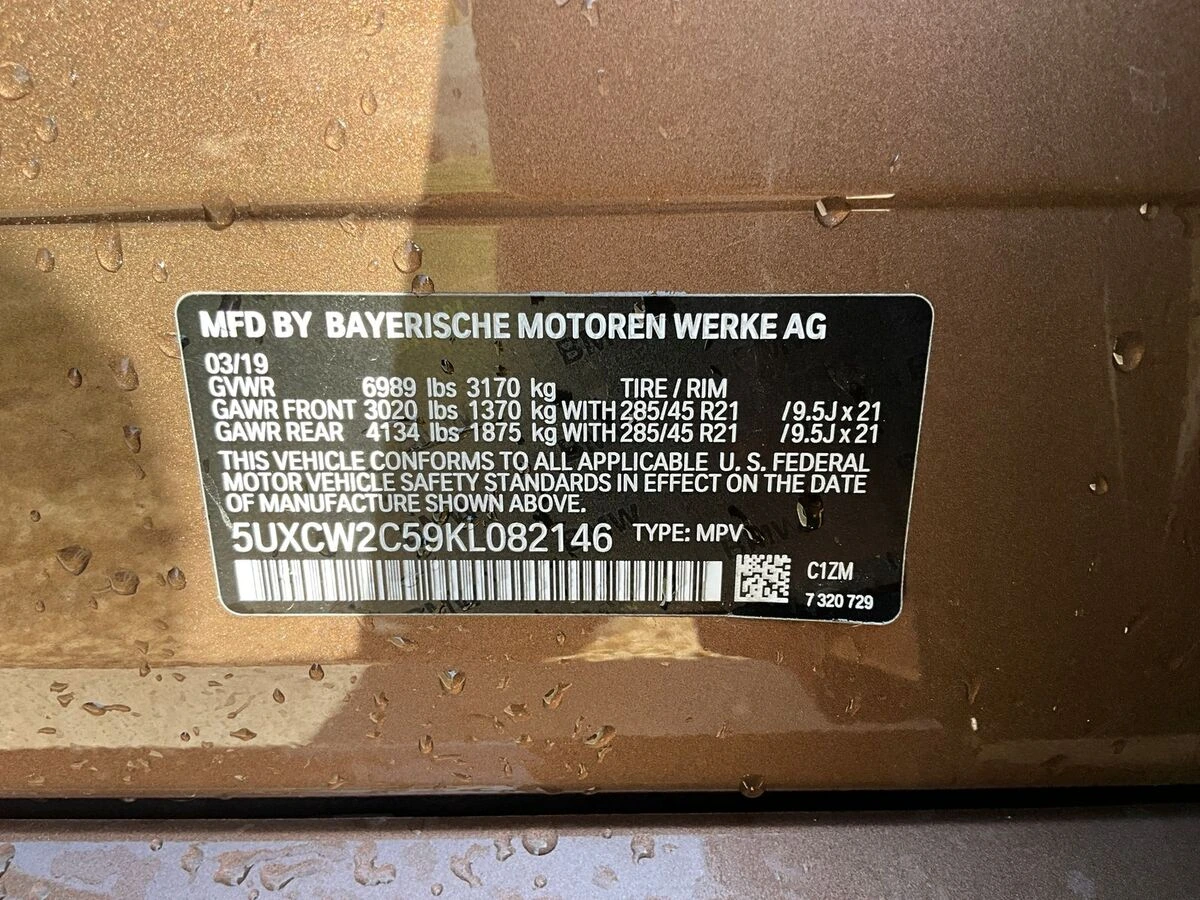 MFD BY BAYERISCHE MOTOREN WERKE AG
03/19
GVWR 6989 lbs 3170 kg TIRE / RIM
GAWR FRONT 3020 lbs 1370 kg WITH 285/45 R21 /9.5J x 21
GAWR REAR 4134 lbs 1875 kg WITH 285/45 R21 /9.5J x 21
THIS VEHICLE CONFORMS TO ALL APPLICABLE U. S. FEDERAL
MOTOR VEHICLE SAFETY STANDARDS IN EFFECT ON THE DATE
OF MANUFACTURE SHOWN ABOVE.
5UXCW2C59KL082146 TYPE: MPV
C1ZM
7 320 729